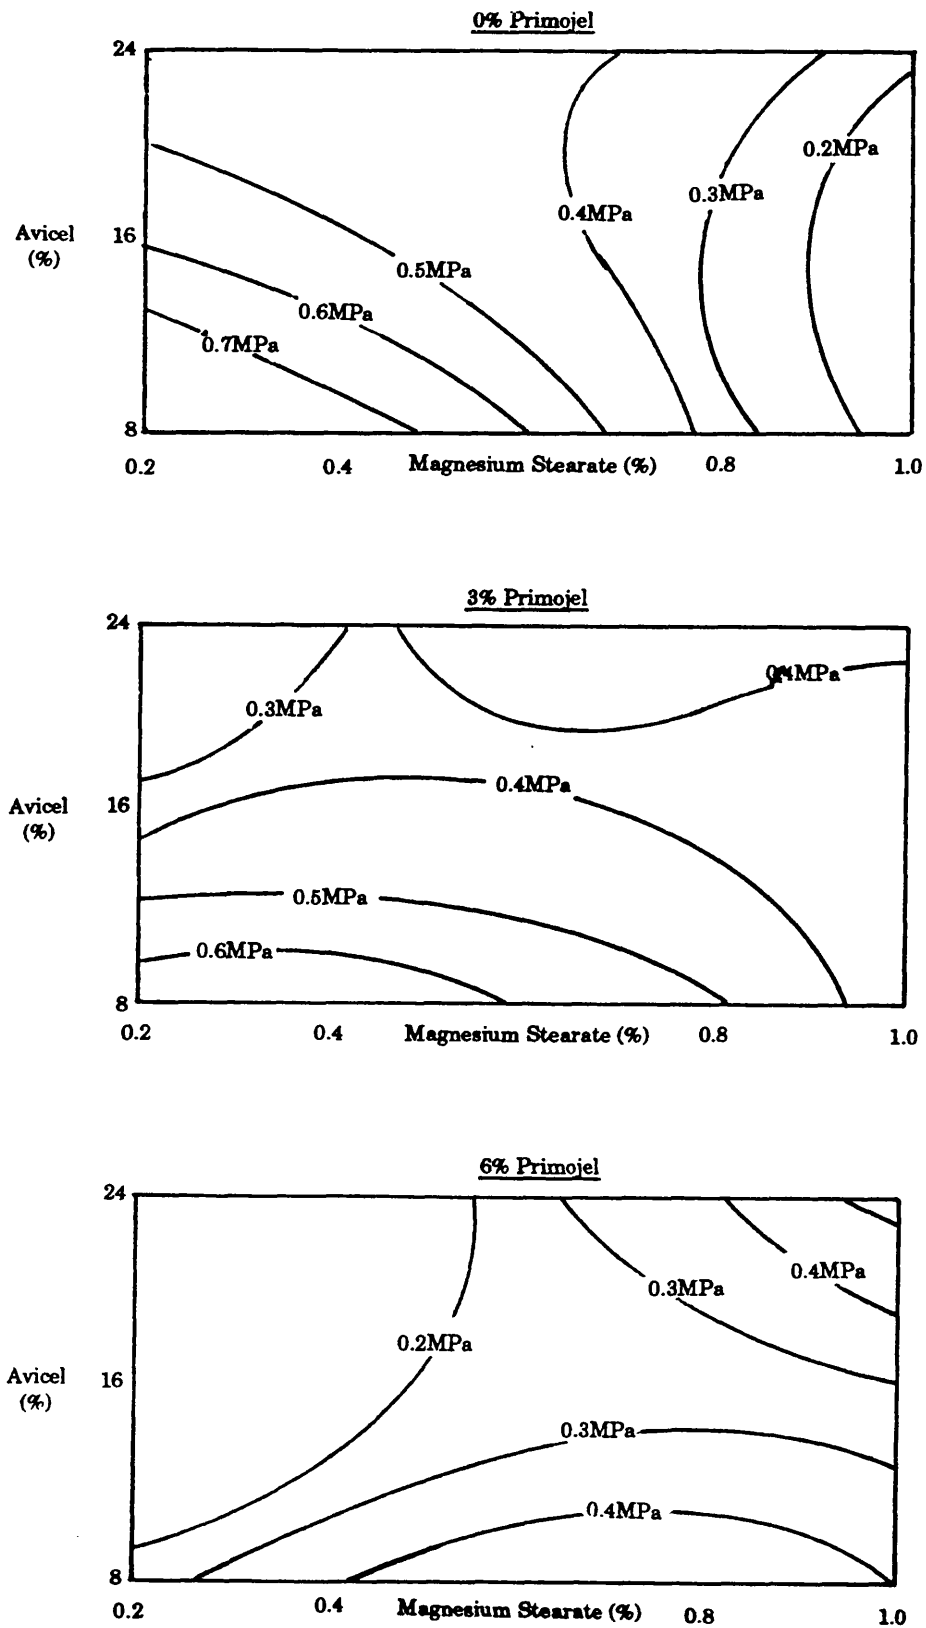 0% Primojel
24
0.2MPa
0.3MPa
0.4MPa
Avicel
(%)
16
0.5MPa
0.6MPa
0.7MPa
8
0.2 0.4 Magnesium Stearate (%) 0.8 1.0
3% Primojel
24
0.3MPa
Avicel
(%)
16
0.4MPa
0.5MPa
0.6MPa
8
0.2 0.4 Magnesium Stearate (%) 0.8 1.0
6% Primojel
24
0.4MPa
0.3MPa
0.2MPa
Avicel
(%)
16
0.3MPa
0.4MPa
8
0.2 0.4 Magnesium Stearate (%) 0.8 1.0